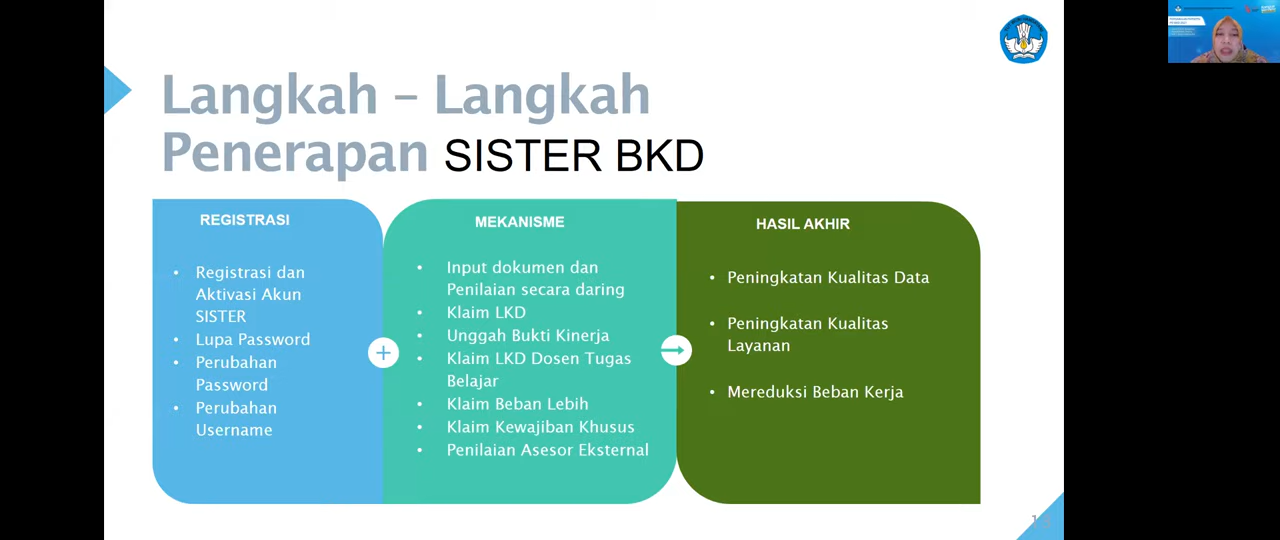 Langkah – Langkah
Penerapan SISTER BKD
REGISTRASI
• Registrasi dan
Aktivasi Akun
SISTER
• Lupa Password
• Perubahan
Password
• Perubahan
Username
MEKANISME
• Input dokumen dan
Penilaian secara daring
• Klaim LKD
• Unggah Bukti Kinerja
• Klaim LKD Dosen Tugas
Belajar
• Klaim Beban Lebih
• Klaim Kewajiban Khusus
• Penilaian Asesor Eksternal
HASIL AKHIR
• Peningkatan Kualitas Data
• Peningkatan Kualitas
Layanan
• Mereduksi Beban Kerja